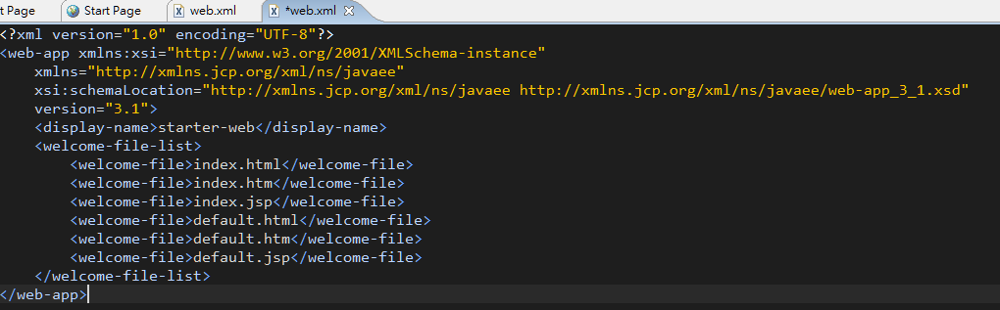 t Page Start Page web.xml *web.xml
<?xml version="1.0" encoding="UTF-8"?>
<web-app xmlns:xsi="http://www.w3.org/2001/XMLSchema-instance"
    xmlns="http://xmlns.jcp.org/xml/ns/javaee"
    xsi:schemaLocation="http://xmlns.jcp.org/xml/ns/javaee http://xmlns.jcp.org/xml/ns/javaee/web-app_3_1.xsd"
    version="3.1">
    <display-name>starter-web</display-name>
    <welcome-file-list>
        <welcome-file>index.html</welcome-file>
        <welcome-file>index.htm</welcome-file>
        <welcome-file>index.jsp</welcome-file>
        <welcome-file>default.html</welcome-file>
        <welcome-file>default.htm</welcome-file>
        <welcome-file>default.jsp</welcome-file>
    </welcome-file-list>
</web-app>